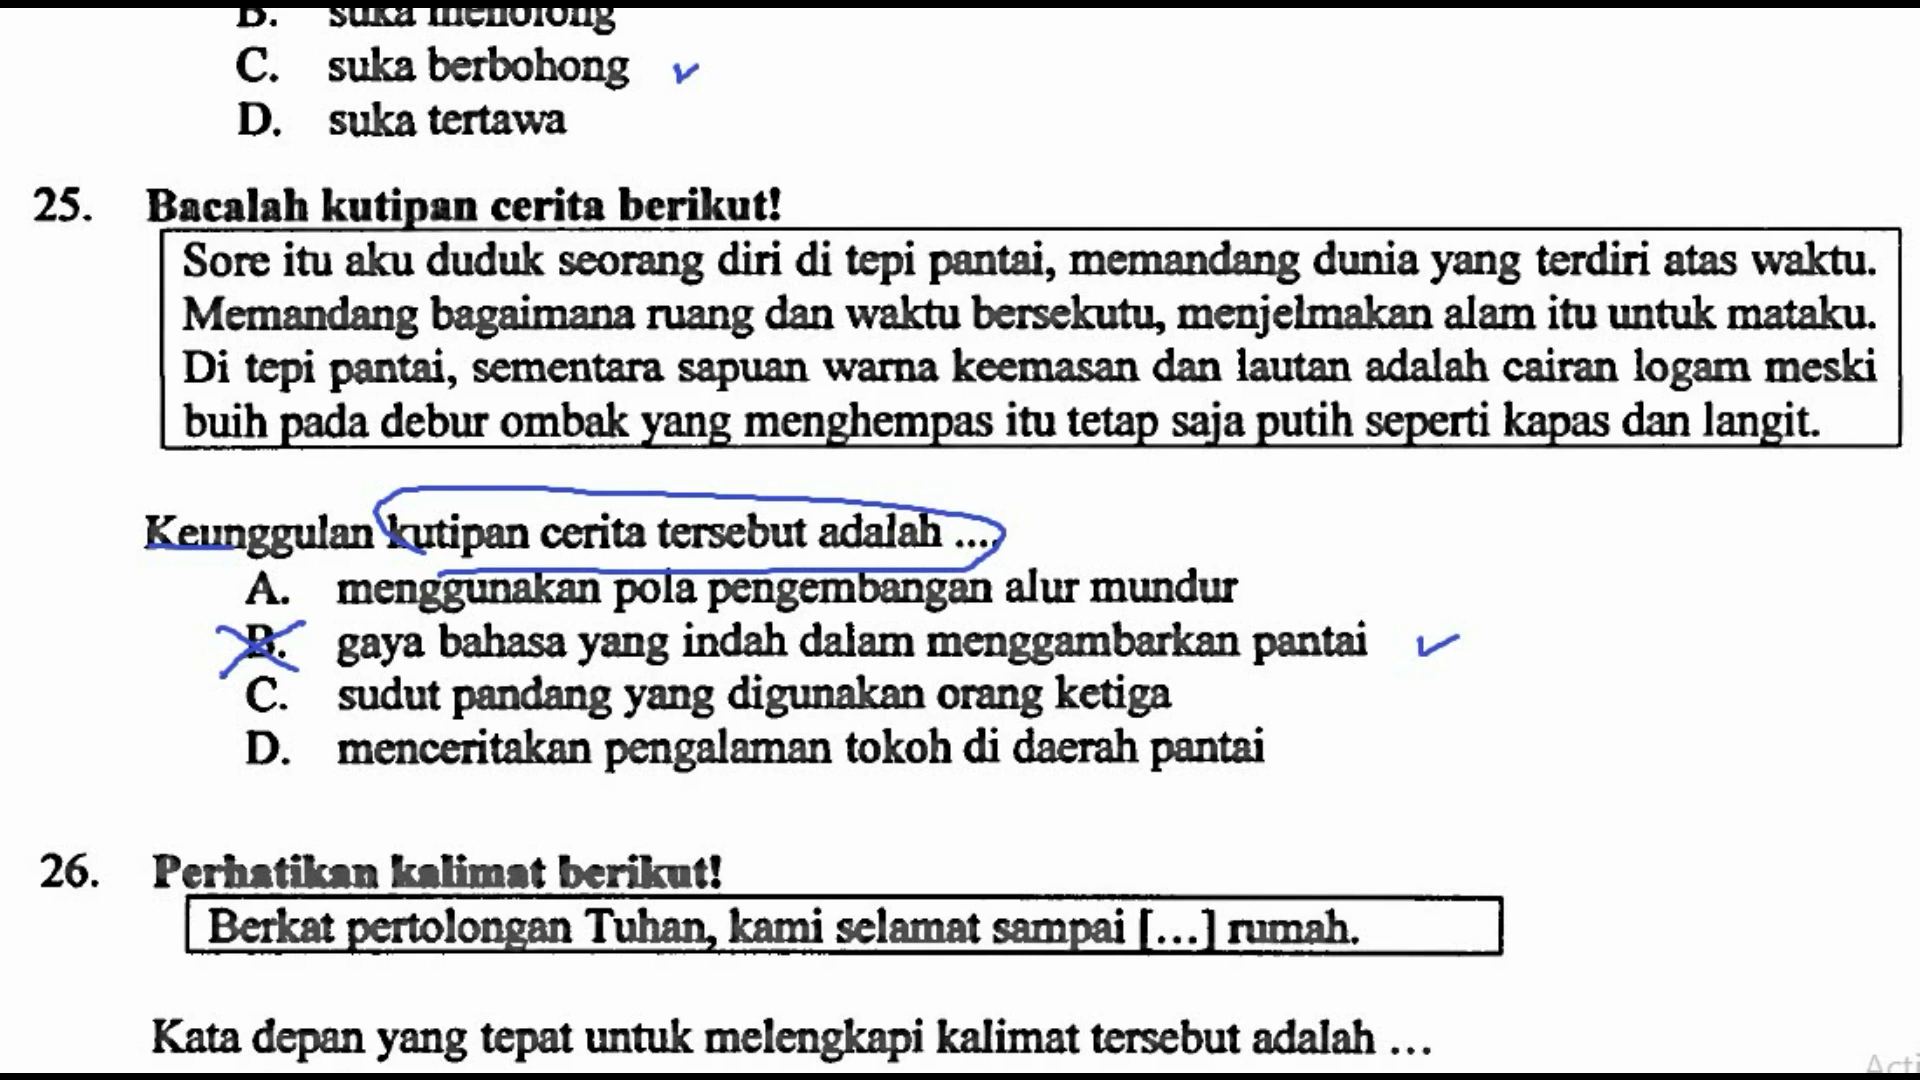 B. suka menolong
C. suka berbohong
D. suka tertawa
25. Bacalah kutipan cerita berikut!
Sore itu aku duduk seorang diri di tepi pantai, memandang dunia yang terdiri atas waktu.
Memandang bagaimana ruang dan waktu bersekutu, menjelmakan alam itu untuk mataku.
Di tepi pantai, sementara sapuan warna keemasan dan lautan adalah cairan logam meski
buih pada debur ombak yang menghempas itu tetap saja putih seperti kapas dan langit.
Keunggulan kutipan cerita tersebut adalah ....
A. menggunakan pola pengembangan alur mundur
B. gaya bahasa yang indah dalam menggambarkan pantai
C. sudut pandang yang digunakan orang ketiga
D. menceritakan pengalaman tokoh di daerah pantai
26. Perhatikan kalimat berikut!
Berkat pertolongan Tuhan, kami selamat sampai [...] rumah.
Kata depan yang tepat untuk melengkapi kalimat tersebut adalah ...